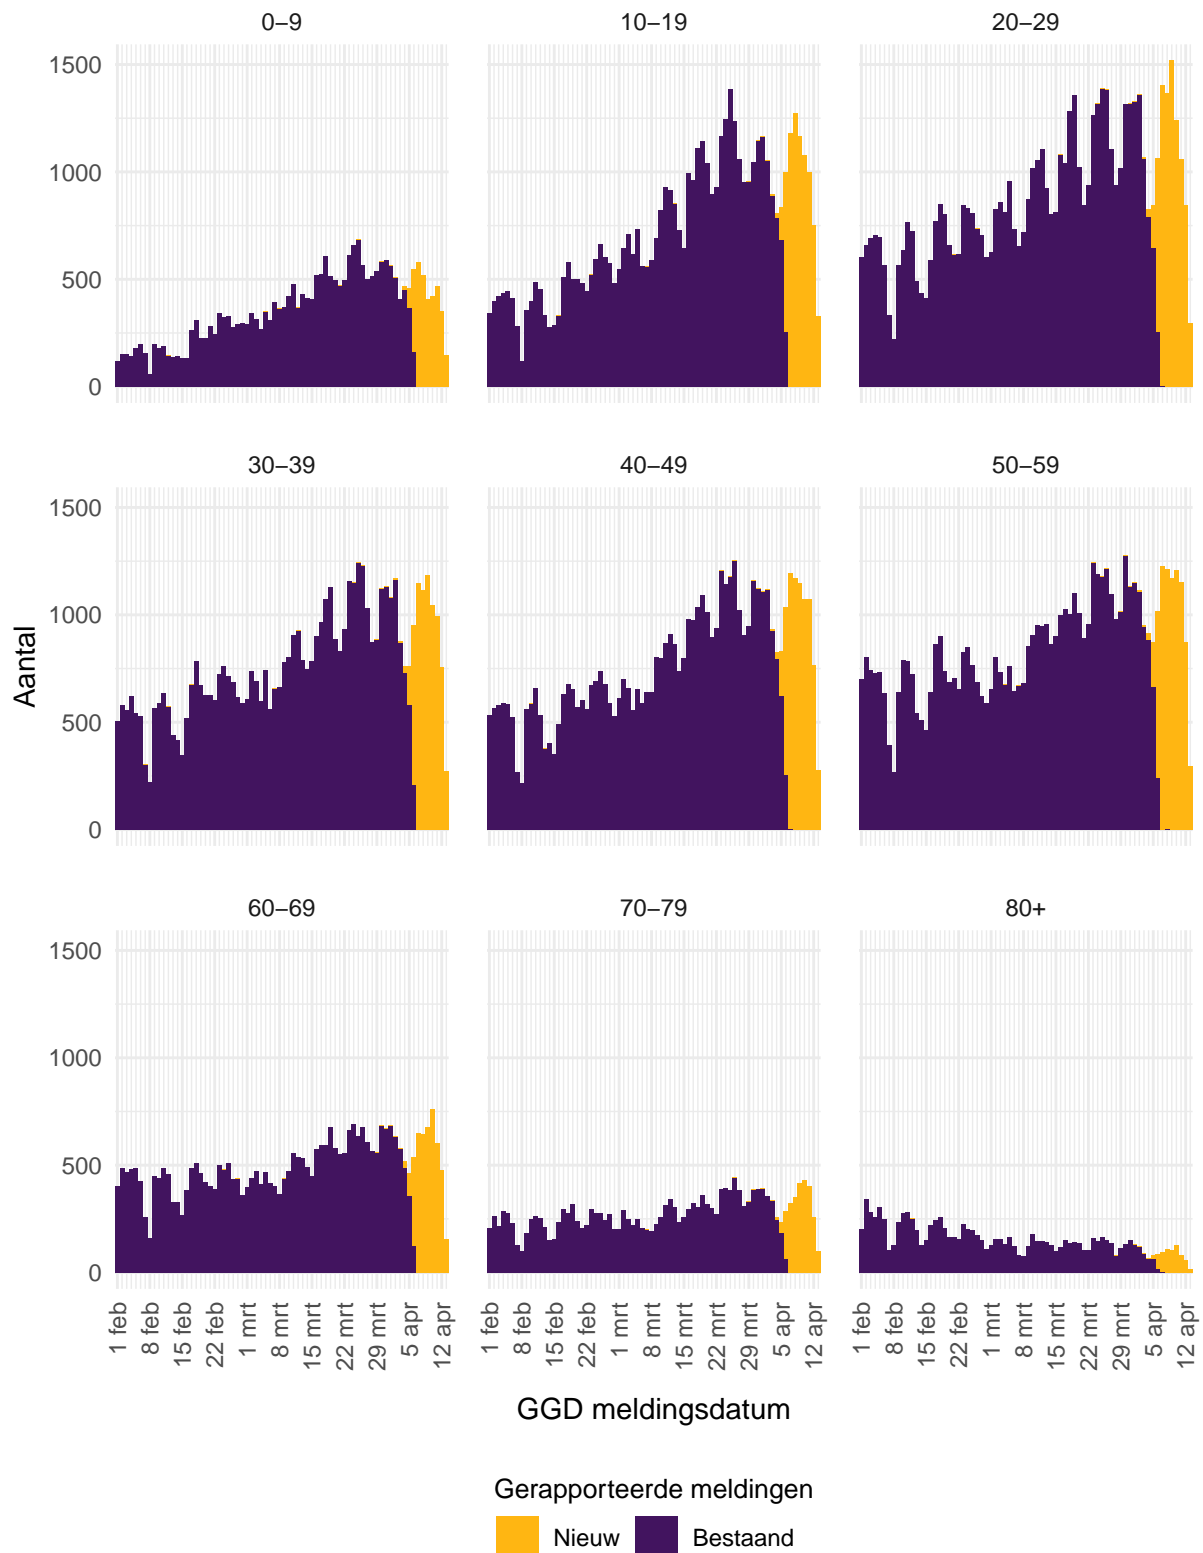 0–9 10–19 20–29
1500
1000
500
0
30–39 40–49 50–59
1500
1000
500
0
Aantal
60–69 70–79 80+
1500
1000
500
0
1 feb 8 feb 15 feb 22 feb 1 mrt 8 mrt 15 mrt 22 mrt 29 mrt 5 apr 12 apr 1 feb 8 feb 15 feb 22 feb 1 mrt 8 mrt 15 mrt 22 mrt 29 mrt 5 apr 12 apr 1 feb 8 feb 15 feb 22 feb 1 mrt 8 mrt 15 mrt 22 mrt 29 mrt 5 apr 12 apr
GGD meldingsdatum
Gerapporteerde meldingen
Nieuw Bestaand